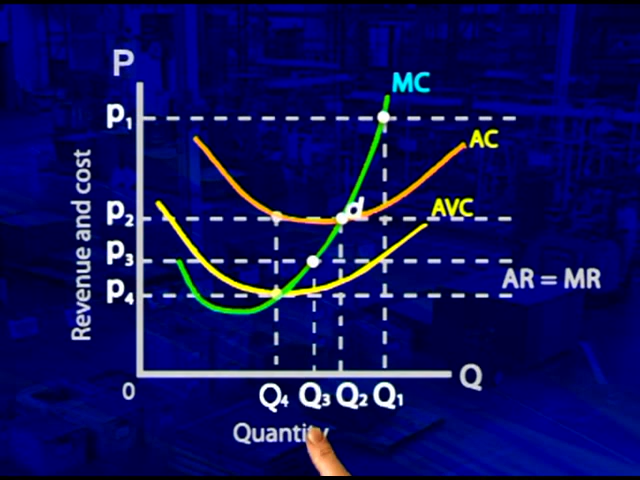 P
MC
P1
AC
Revenue and cost
d
P2
AVC
P3
AR = MR
P4
Q
0
Q4 Q3 Q2 Q1
Quantity